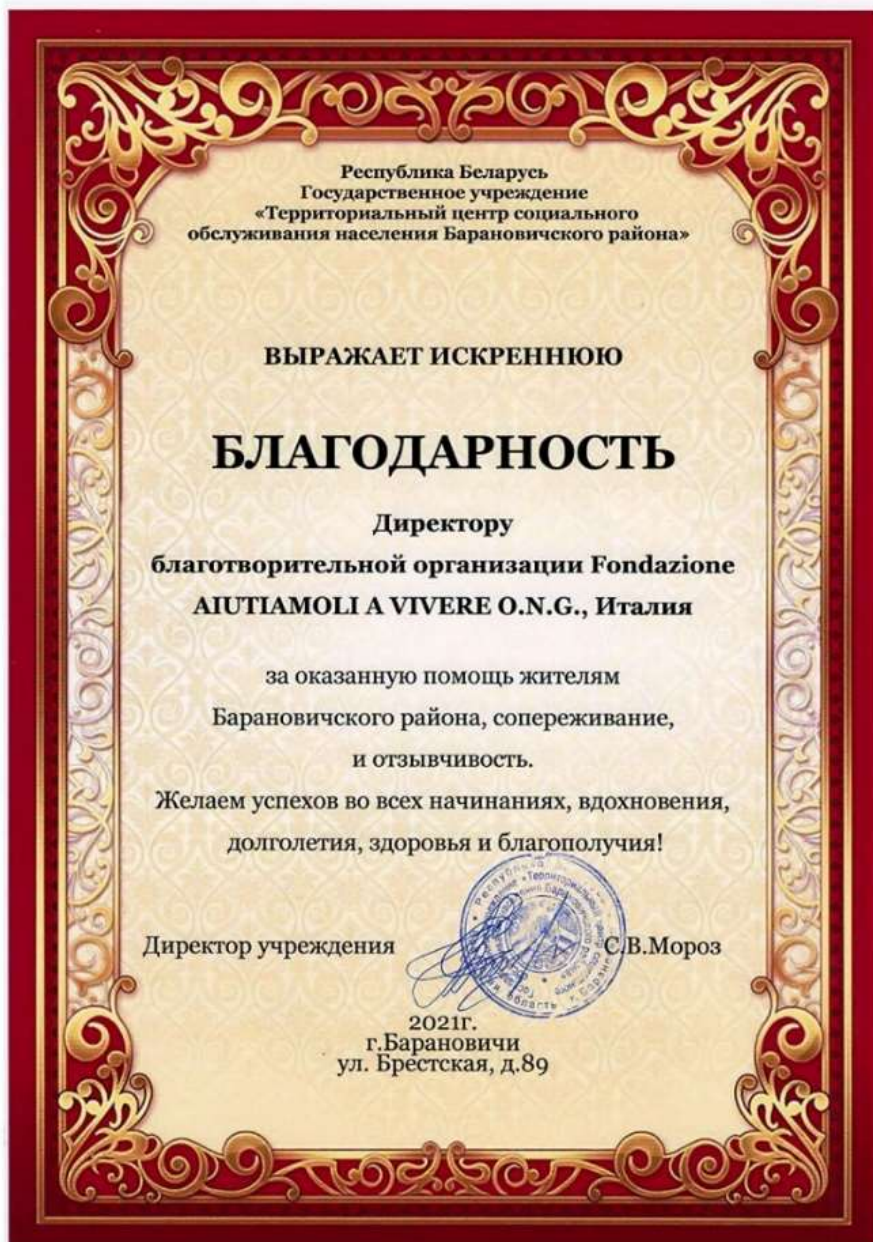 Республика Беларусь
Государственное учреждение
«Территориальный центр социального
обслуживания населения Барановичского района»
ВЫРАЖАЕТ ИСКРЕННЮЮ
БЛАГОДАРНОСТЬ
Директору
благотворительной организации Fondazione
AIUTIAMOLI A VIVERE O.N.G., Италия
за оказанную помощь жителям
Барановичского района, сопереживание,
и отзывчивость.
Желаем успехов во всех начинаниях, вдохновения,
долголетия, здоровья и благополучия!
Директор учреждения С.В.Мороз
2021г.
г.Барановичи
ул. Брестская, д.89